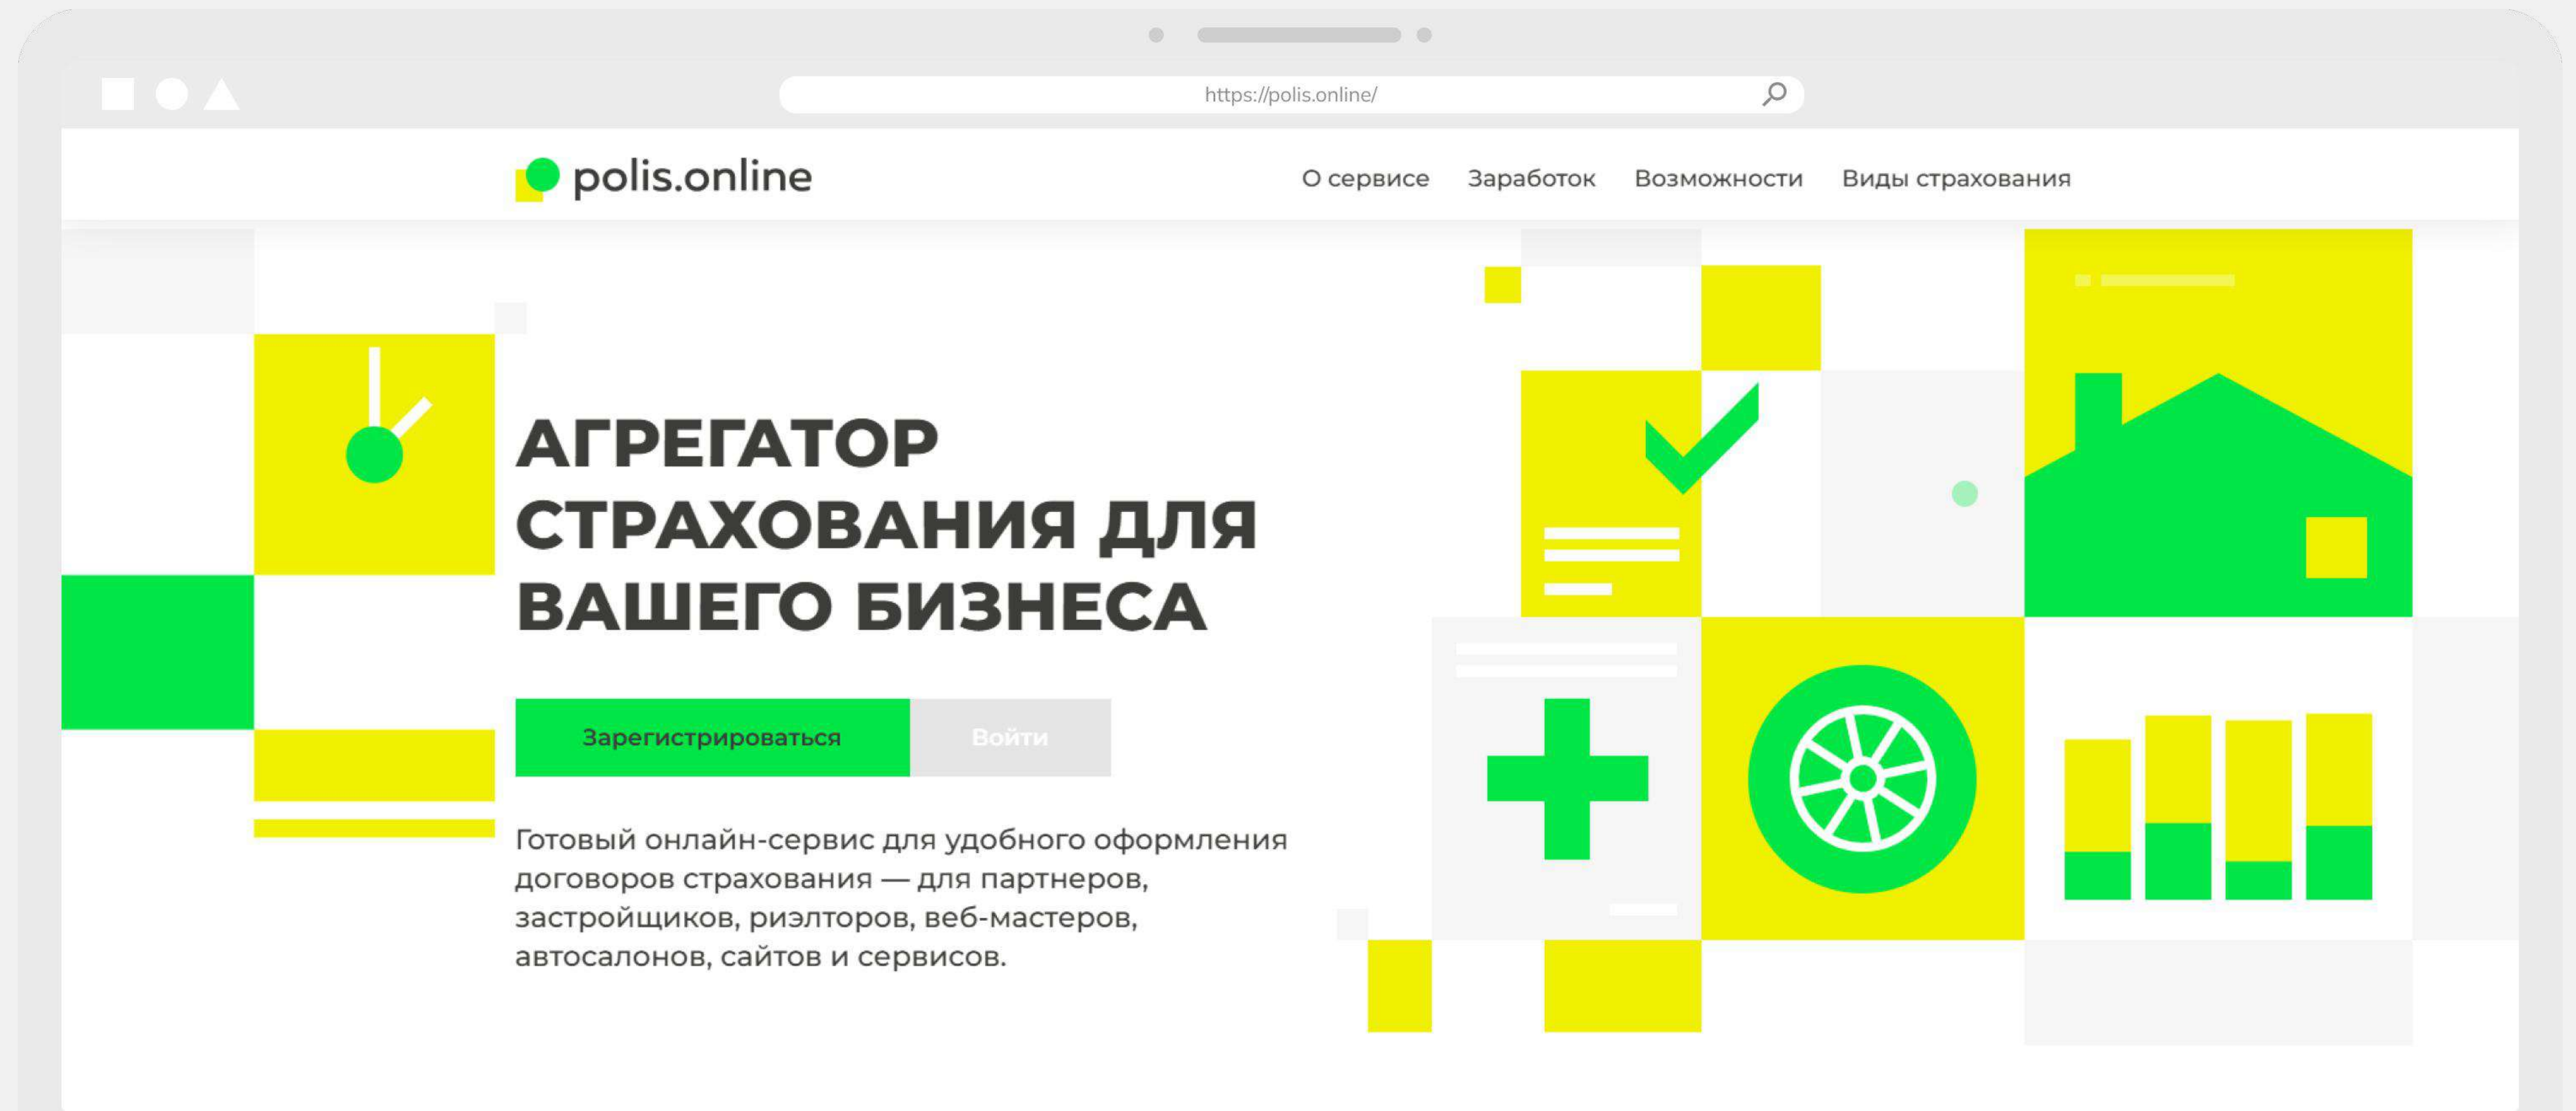 https://polis.online/
polis.online
О сервисе Заработок Возможности Виды страхования
АГРЕГАТОР
СТРАХОВАНИЯ ДЛЯ
ВАШЕГО БИЗНЕСА
Зарегистрироваться Войти
Готовый онлайн-сервис для удобного оформления
договоров страхования — для партнеров,
застройщиков, риэлторов, веб-мастеров,
автосалонов, сайтов и сервисов.